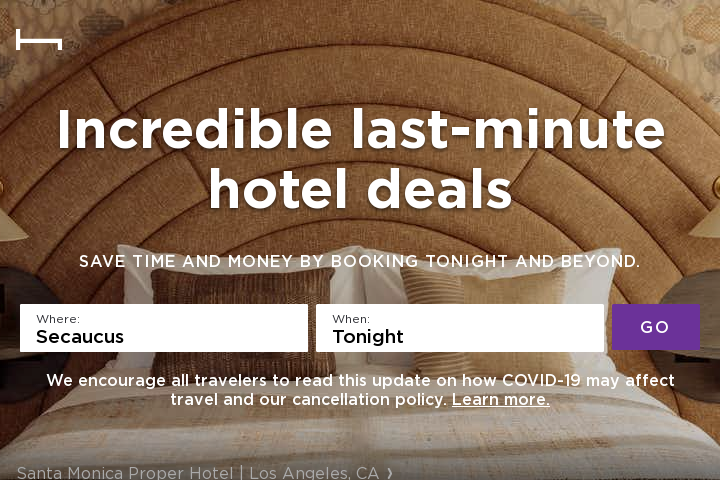 Incredible last-minute
hotel deals
SAVE TIME AND MONEY BY BOOKING TONIGHT AND BEYOND.
Where:
Secaucus
When:
Tonight
GO
We encourage all travelers to read this update on how COVID-19 may affect
travel and our cancellation policy. Learn more.
Santa Monica Proper Hotel | Los Angeles, CA ❯